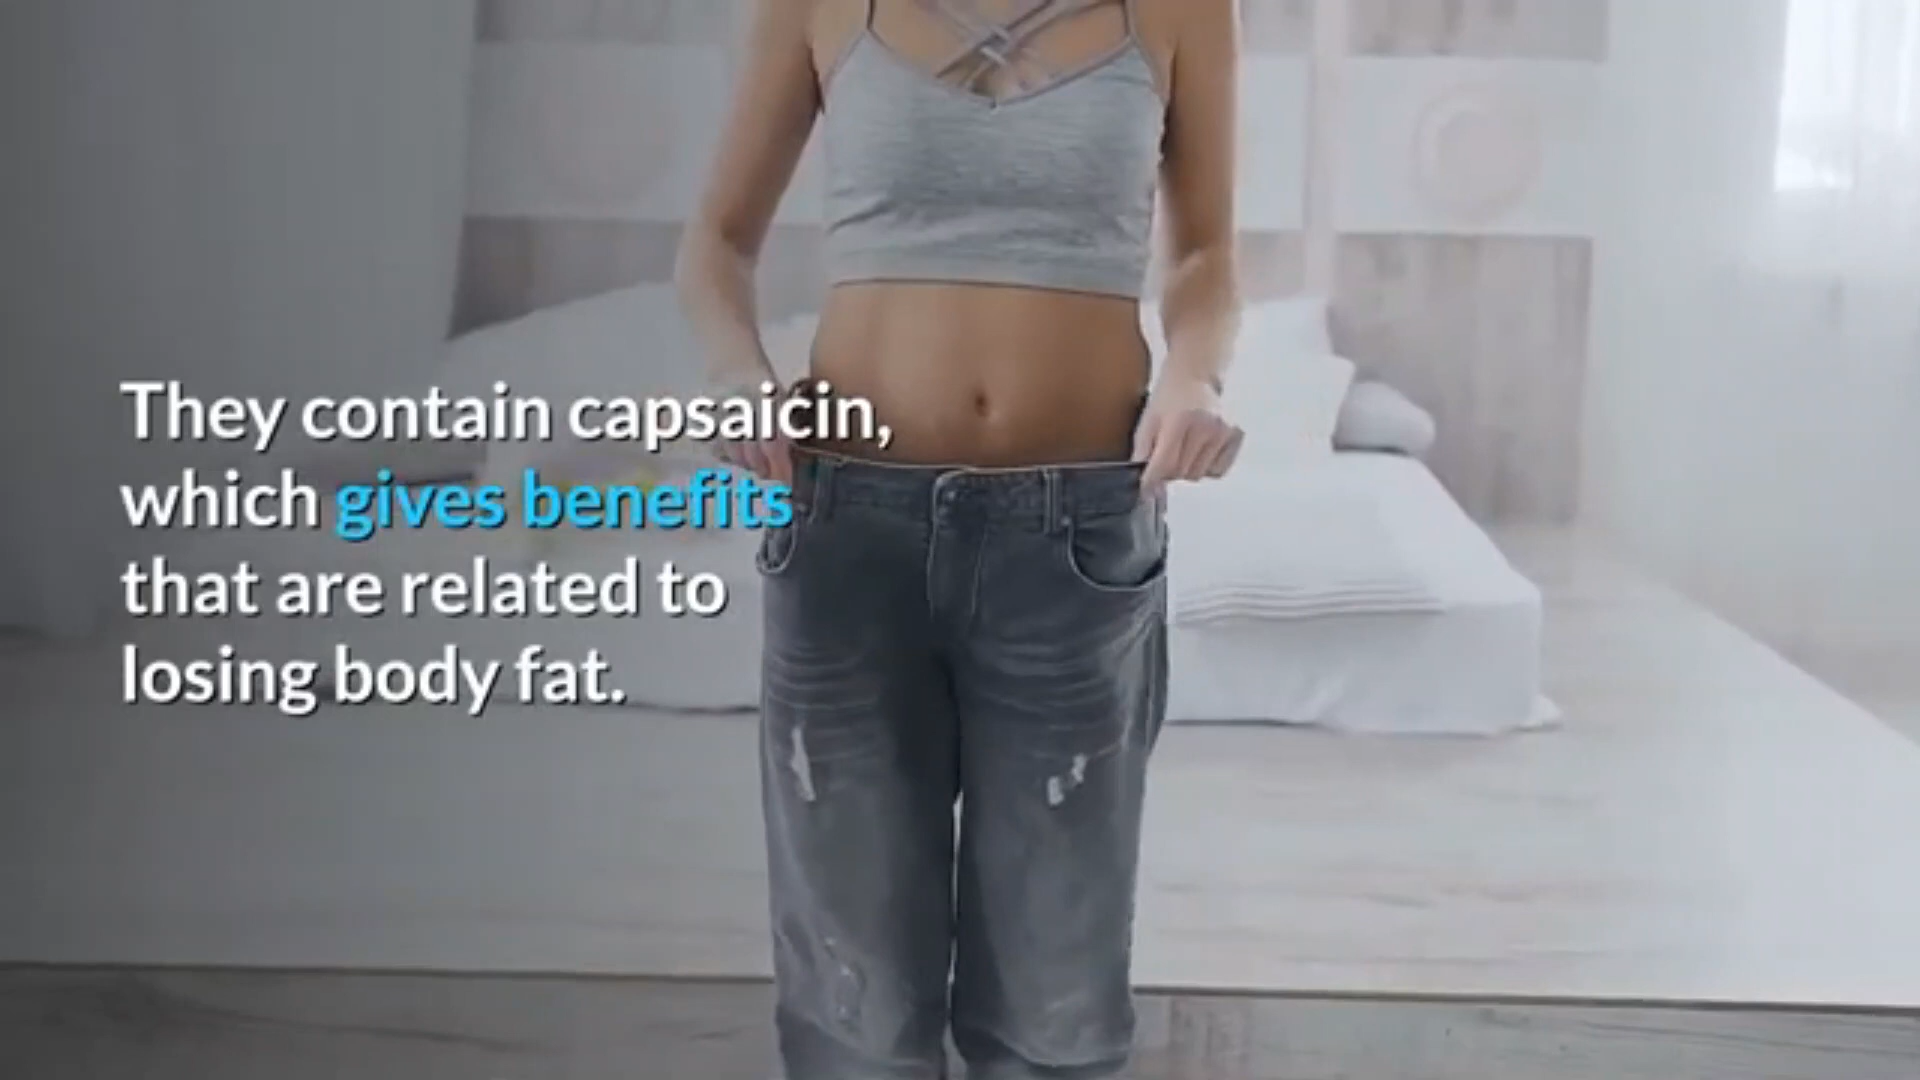 They contain capsaicin,
which gives benefits
that are related to
losing body fat.